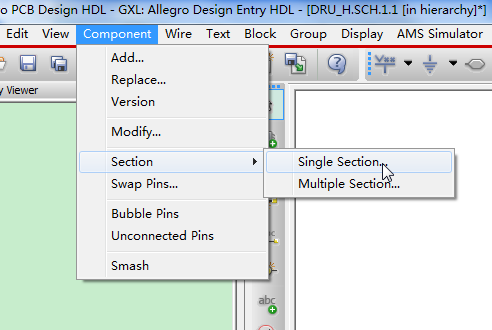 o PCB Design HDL - GXL: Allegro Design Entry HDL - [DRU_H.SCH.1.1 [in hierarchy]*]
Edit View Component Wire Text Block Group Display AMS Simulator
y Viewer
Add...
Replace...
Version
Modify...
Section
Single Section...
Swap Pins...
Multiple Section...
Bubble Pins
Unconnected Pins
Smash
abc